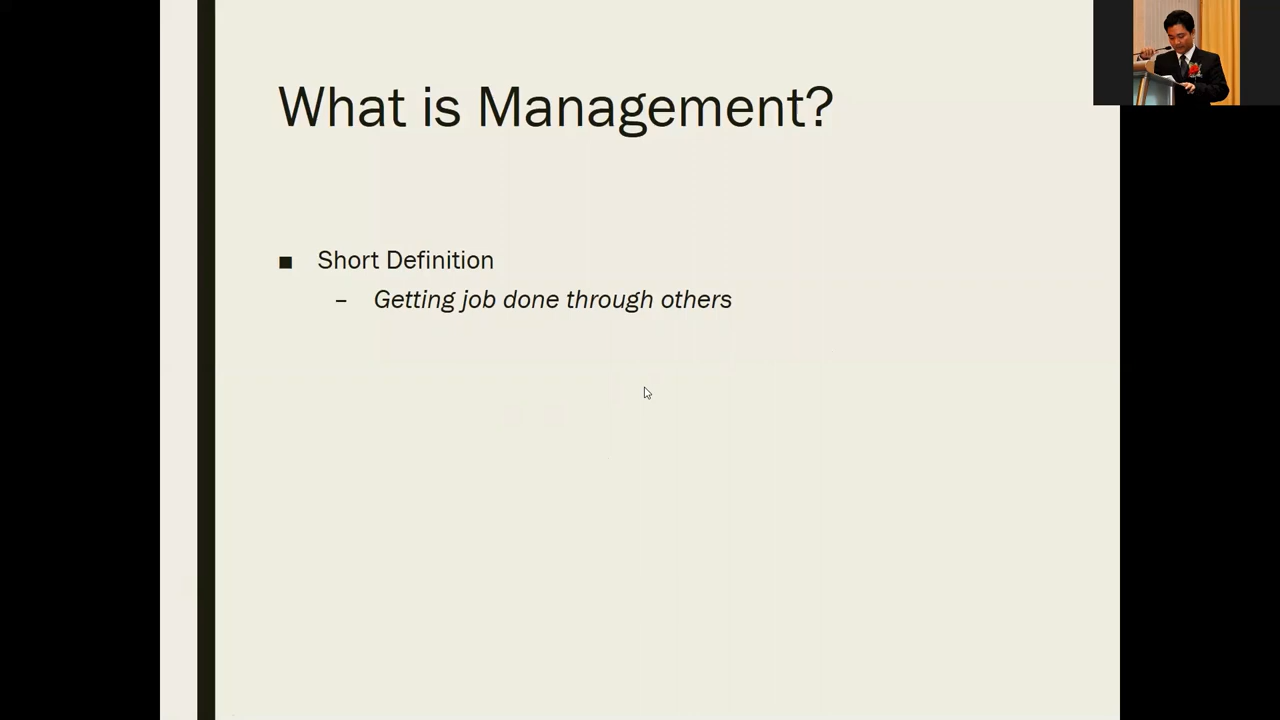 What is Management?
■ Short Definition
– Getting job done through others